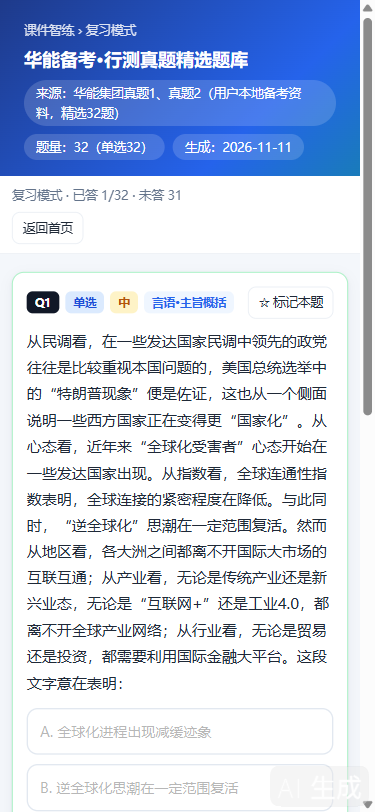 课件智练 › 复习模式
华能备考•行测真题精选题库
来源：华能集团真题1、真题2（用户本地备考资
料，精选32题）
题量：32（单选32）
生成：2026-11-11
复习模式 · 已答 1/32 · 未答 31
返回首页
Q1
单选
中
言语•主旨概括
☆ 标记本题
从民调看，在一些发达国家民调中领先的政党
往往是比较重视本国问题的，美国总统选举中
的“特朗普现象”便是佐证，这也从一个侧面
说明一些西方国家正在变得更“国家化”。从
心态看，近年来“全球化受害者”心态开始在
一些发达国家出现。从指数看，全球连通性指
数表明，全球连接的紧密程度在降低。与此同
时，“逆全球化”思潮在一定范围复活。然而
从地区看，各大洲之间都离不开国际大市场的
互联互通；从产业看，无论是传统产业还是新
兴业态，无论是“互联网+”还是工业4.0，都
离不开全球产业网络；从行业看，无论是贸易
还是投资，都需要利用国际金融大平台。这段
文字意在表明：
A. 全球化进程出现减缓迹象
B. 逆全球化思潮在一定范围复活
AI 生成